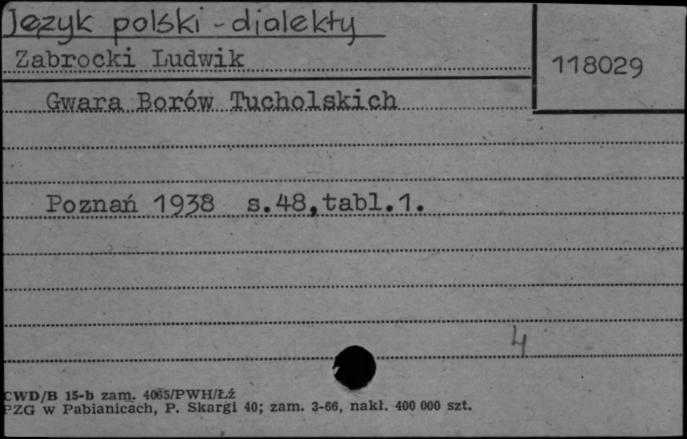 Język polski - dialekty
Zabrocki Ludwik
118029
Gwara Borów Tucholskich
Poznań 1938 s.48,tabl.1.
4
CWD/B 15-b zam. 4065/PWH/Łź
PZG w Pabianicach, P. Skargi 40; zam. 3-66, nakł. 400 000 szt.